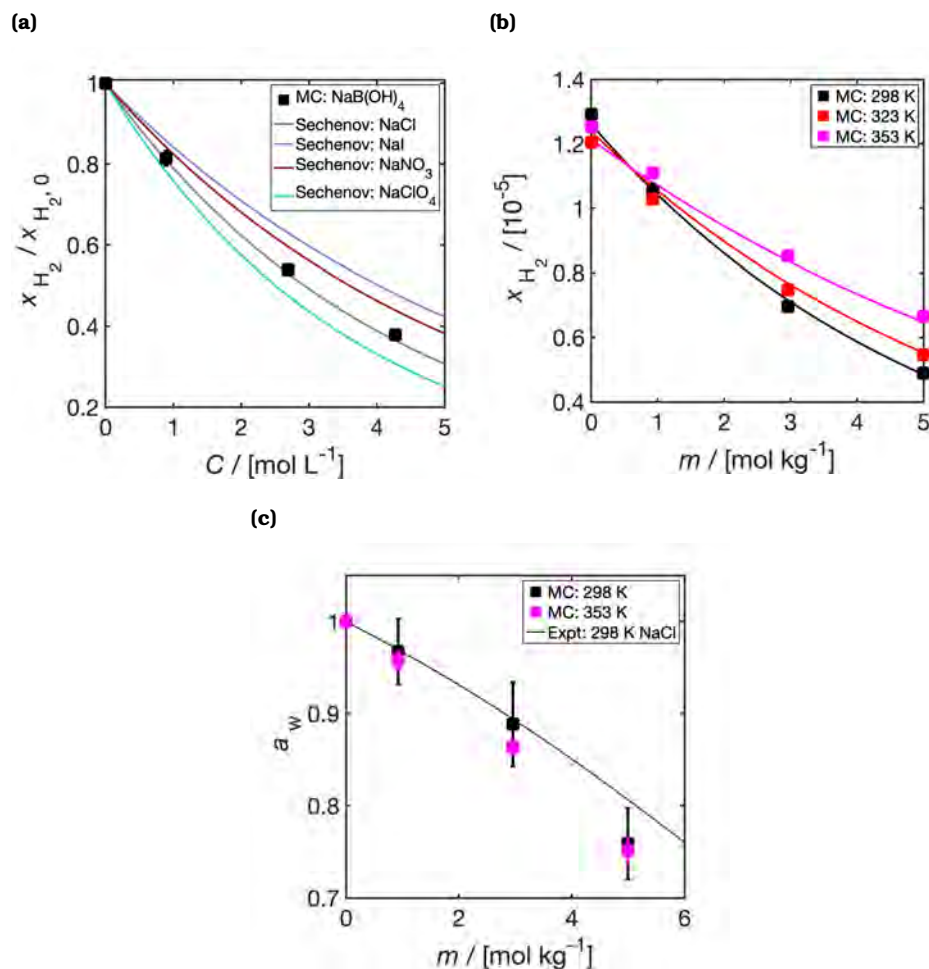 (a)
1
0.8
0.6
0.4
0.2
x_H₂ / x_H₂, 0
0 1 2 3 4 5
C / [mol L⁻¹]
MC: NaB(OH)₄
Sechenov: NaCl
Sechenov: NaI
Sechenov: NaNO₃
Sechenov: NaClO₄
(b)
1.4
1.2
1
0.8
0.6
0.4
x_H₂ / [10⁻⁵]
0 1 2 3 4 5
m / [mol kg⁻¹]
MC: 298 K
MC: 323 K
MC: 353 K
(c)
1
0.9
0.8
0.7
a_w
0 2 4 6
m / [mol kg⁻¹]
MC: 298 K
MC: 353 K
Expt: 298 K NaCl